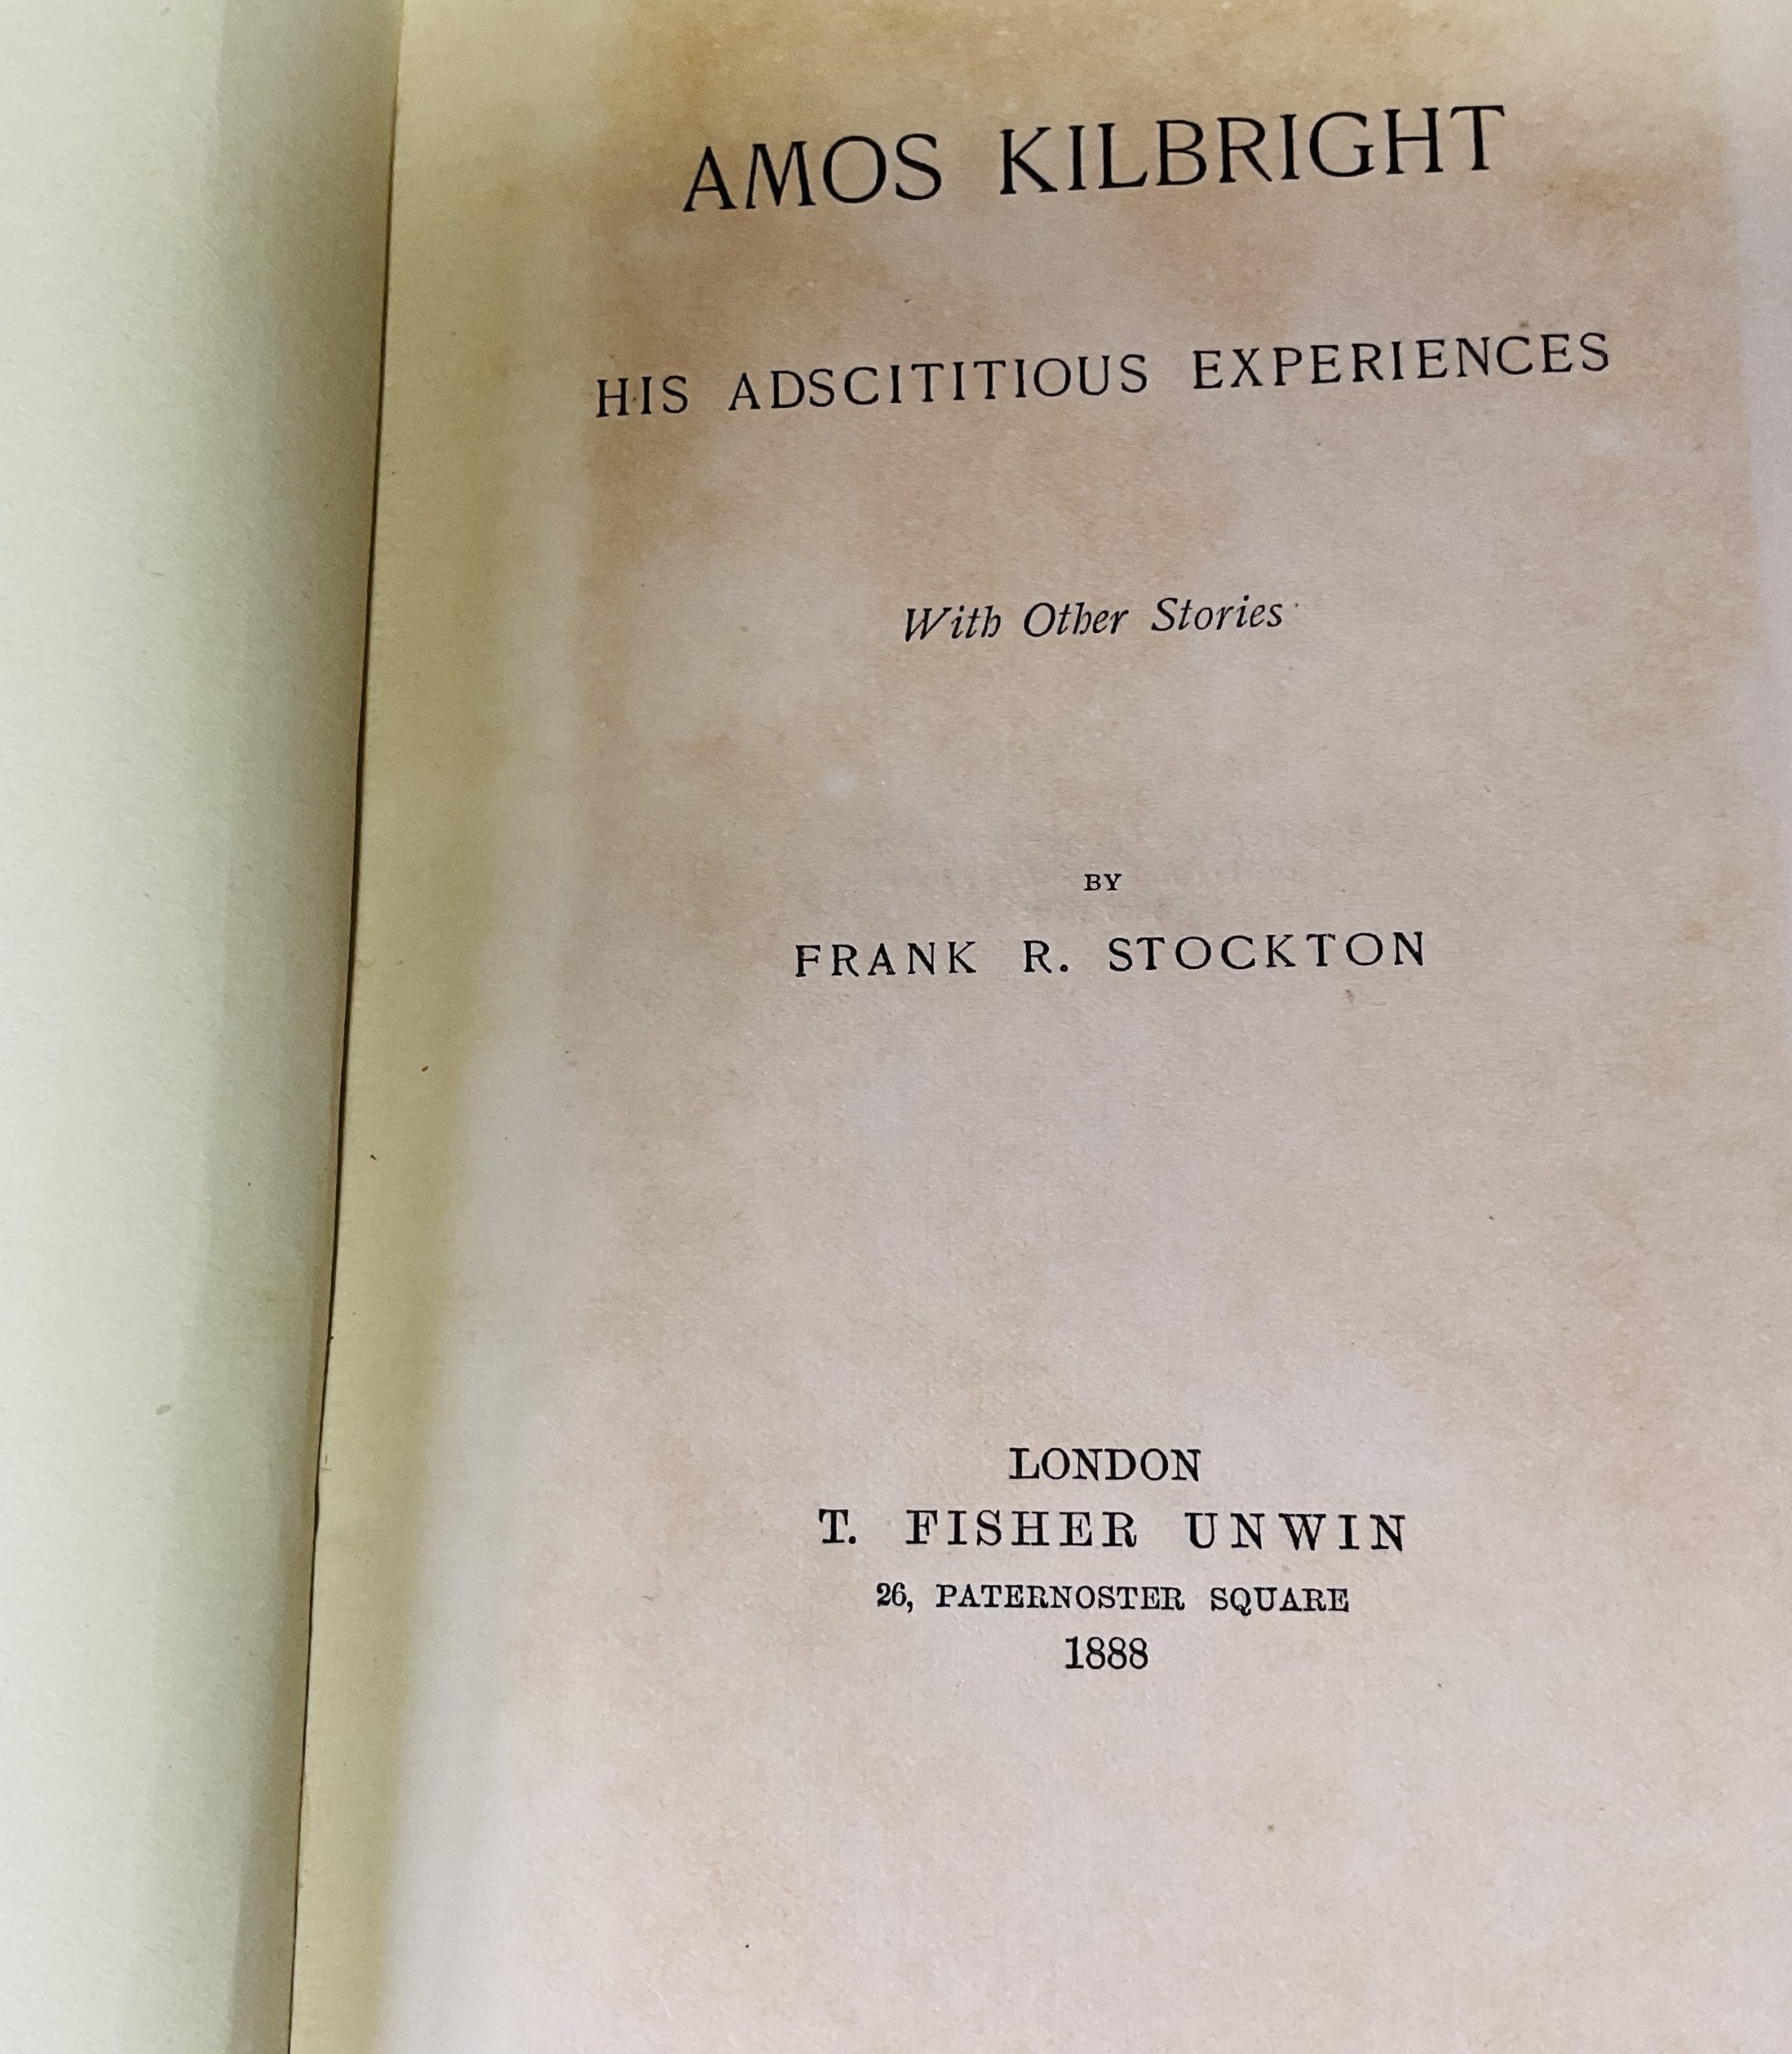 AMOS KILBRIGHT
HIS ADSCITITIOUS EXPERIENCES
With Other Stories
BY
FRANK R. STOCKTON
LONDON
T. FISHER UNWIN
26, PATERNOSTER SQUARE
1888